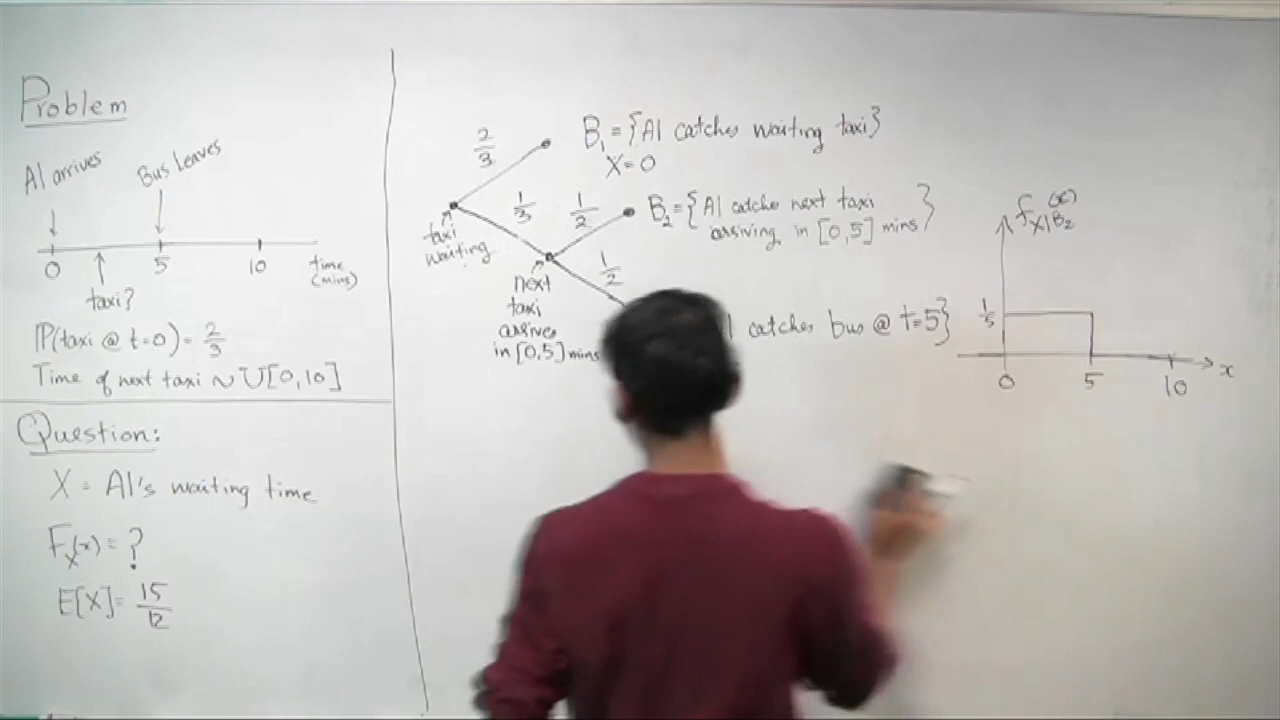 Problem
Al arrives
Bus Leaves
0 5 10 time (mins)
taxi?
P(taxi @ t=0) = 2/3
Time of next taxi ~ U[0,10]
Question:
X = Al's waiting time
F_X(x) = ?
E[X] = 15/12
2/3
B₁ = {Al catches waiting taxi}
X=0
taxi
waiting
1/3
1/2
B₂ = {Al catches next taxi
arriving in [0,5] mins}
1/2
next
taxi
arrives
in [0,5] mins
catches bus @ t=5}
f_X|B₂(x)
1/5
0 5 10 x